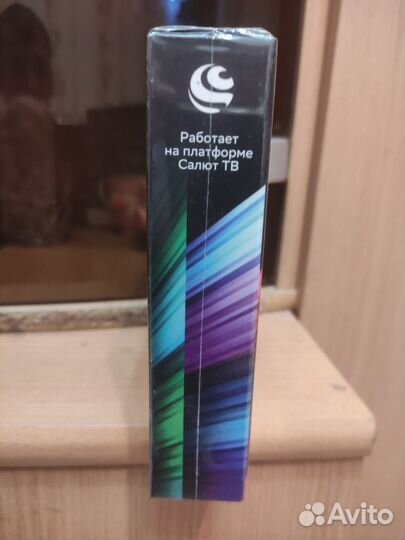 Работает
на платформе
Салют ТВ
Avito